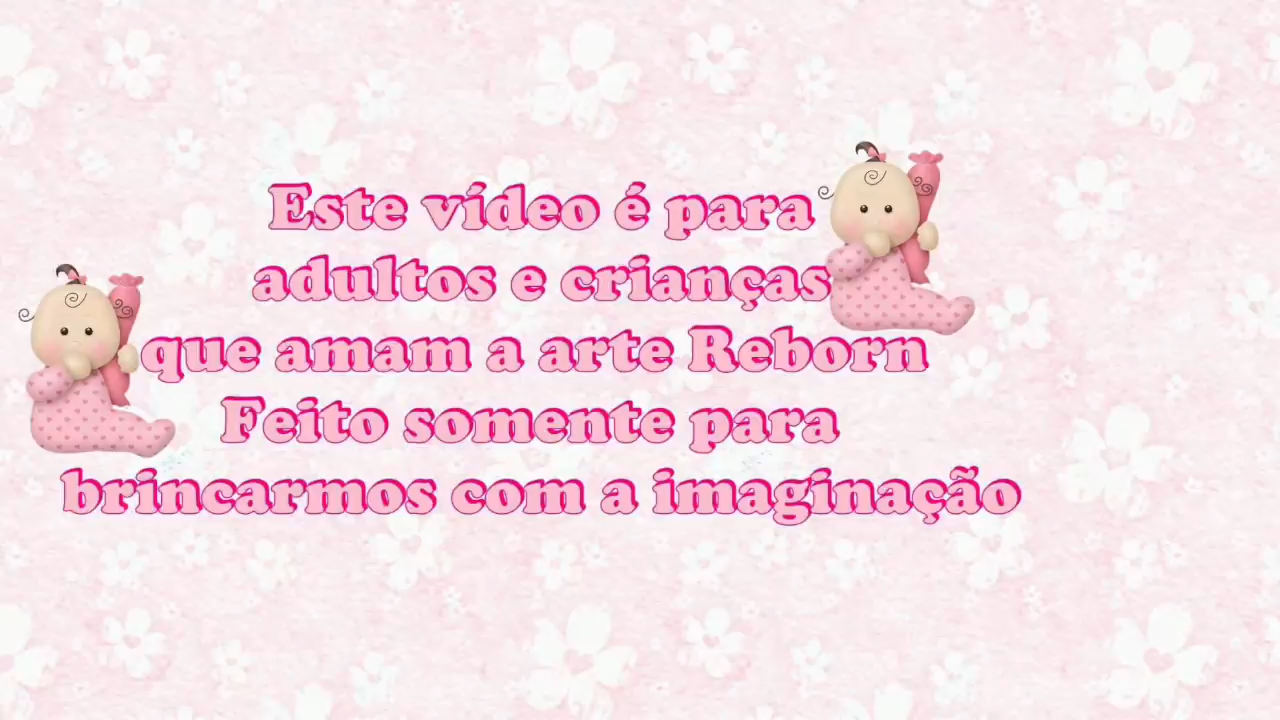 Este vídeo é para
adultos e crianças
que amam a arte Reborn
Feito somente para
brincarmos com a imaginação